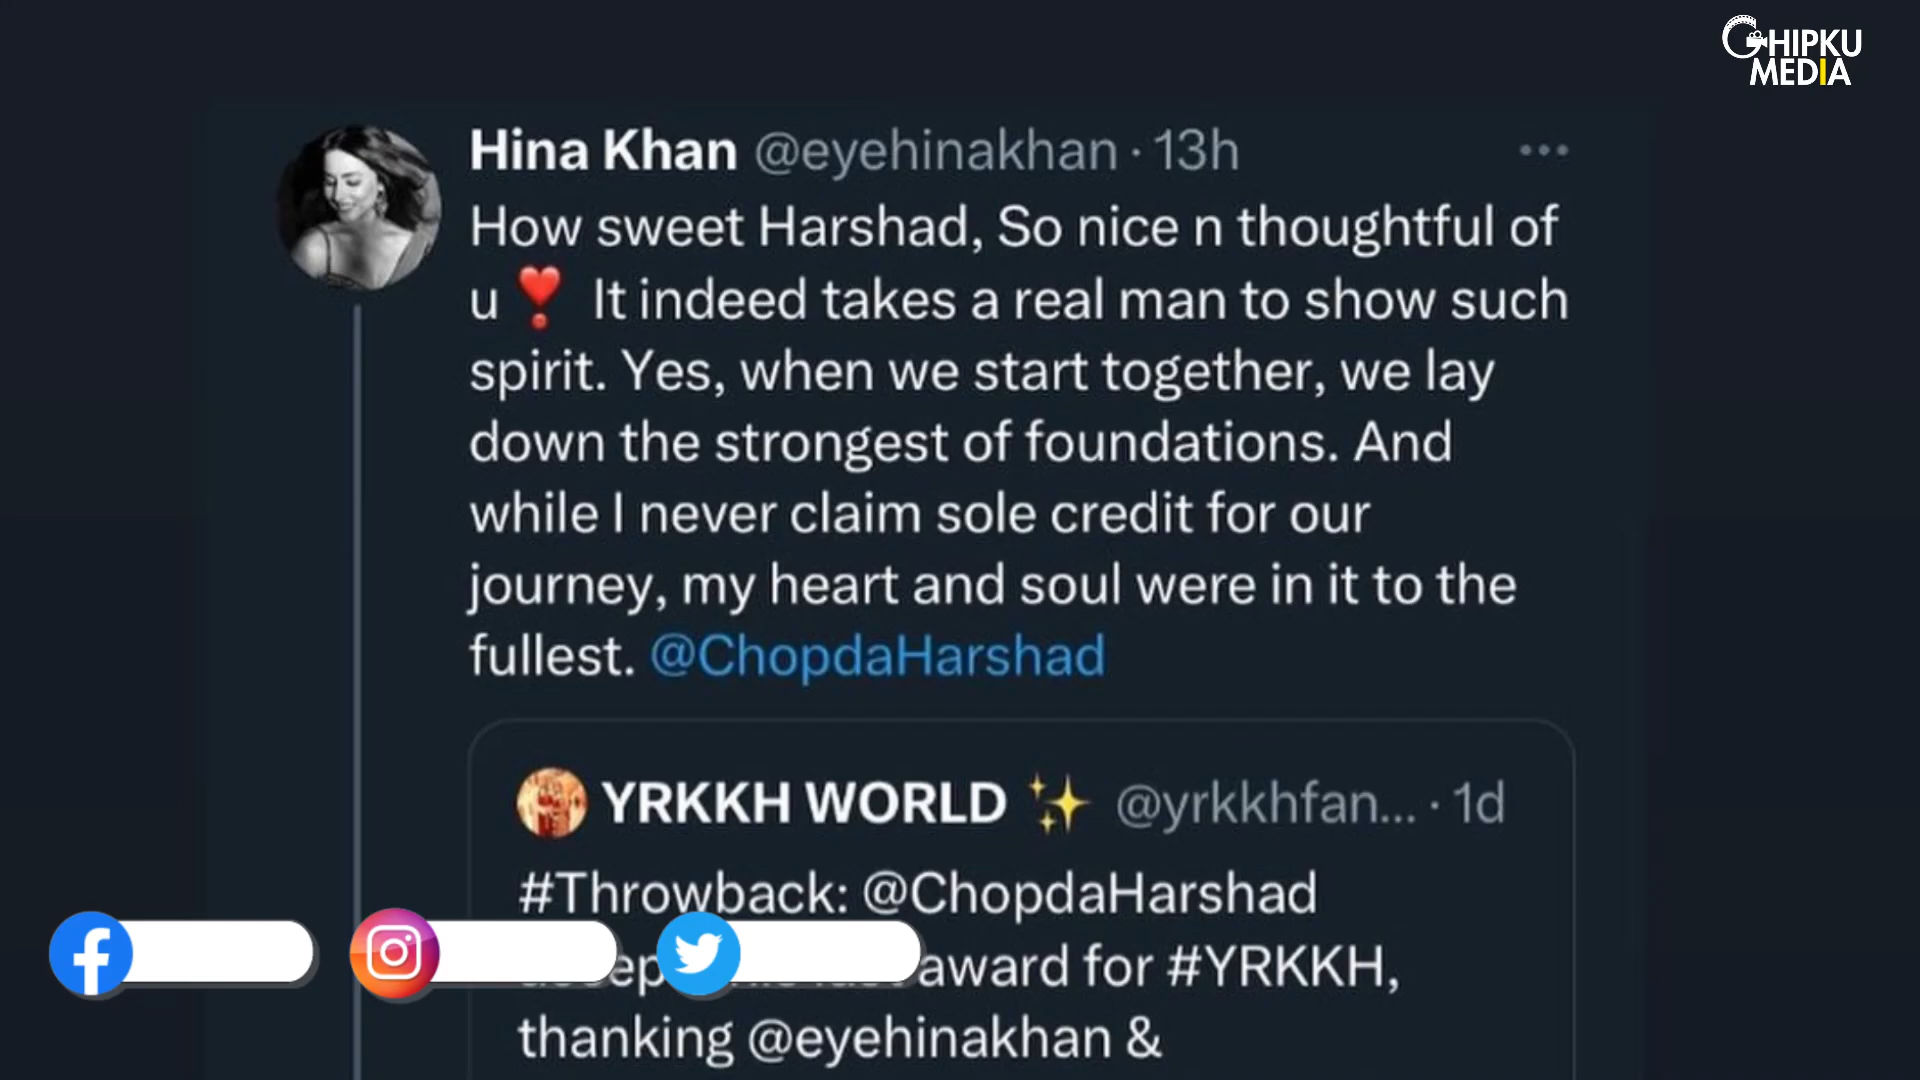 CHIPKU
MEDIA
Hina Khan @eyehinakhan · 13h
How sweet Harshad, So nice n thoughtful of
u ❣️ It indeed takes a real man to show such
spirit. Yes, when we start together, we lay
down the strongest of foundations. And
while I never claim sole credit for our
journey, my heart and soul were in it to the
fullest. @ChopdaHarshad
YRKKH WORLD ✨ @yrkkhfan... · 1d
#Throwback: @ChopdaHarshad
award for #YRKKH,
thanking @eyehinakhan &